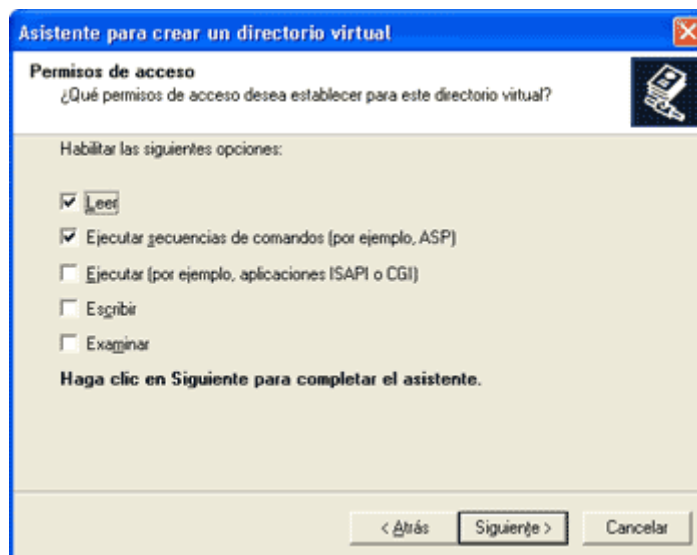 Asistente para crear un directorio virtual
Permisos de acceso
¿Qué permisos de acceso desea establecer para este directorio virtual?
Habilitar las siguientes opciones:
Leer
Ejecutar secuencias de comandos (por ejemplo, ASP)
Ejecutar (por ejemplo, aplicaciones ISAPI o CGI)
Escribir
Examinar
Haga clic en Siguiente para completar el asistente.
< Atrás Siguiente > Cancelar